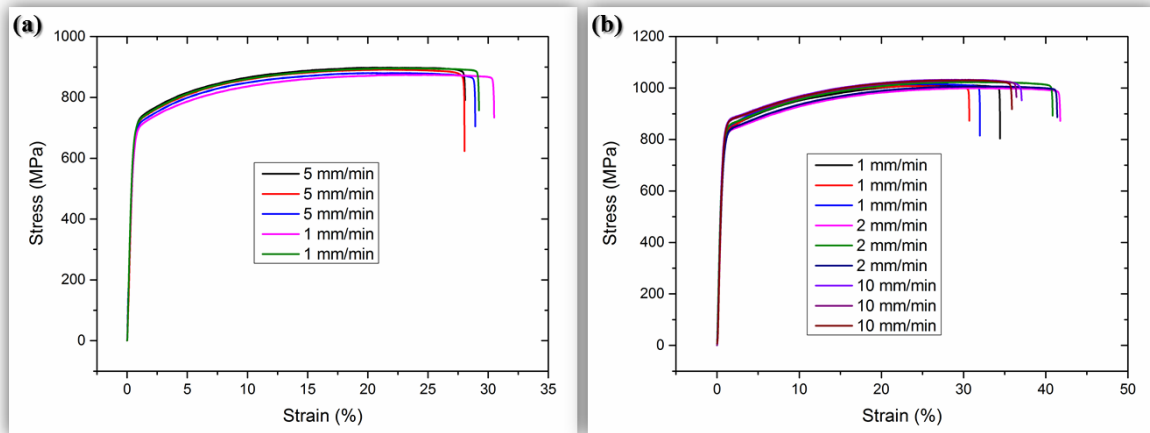 (a)
1000
800
600
400
200
0
Stress (MPa)
5 mm/min
5 mm/min
5 mm/min
1 mm/min
1 mm/min
0 5 10 15 20 25 30 35
Strain (%)
(b)
1200
1000
800
600
400
200
0
Stress (MPa)
1 mm/min
1 mm/min
1 mm/min
2 mm/min
2 mm/min
2 mm/min
10 mm/min
10 mm/min
10 mm/min
0 10 20 30 40 50
Strain (%)